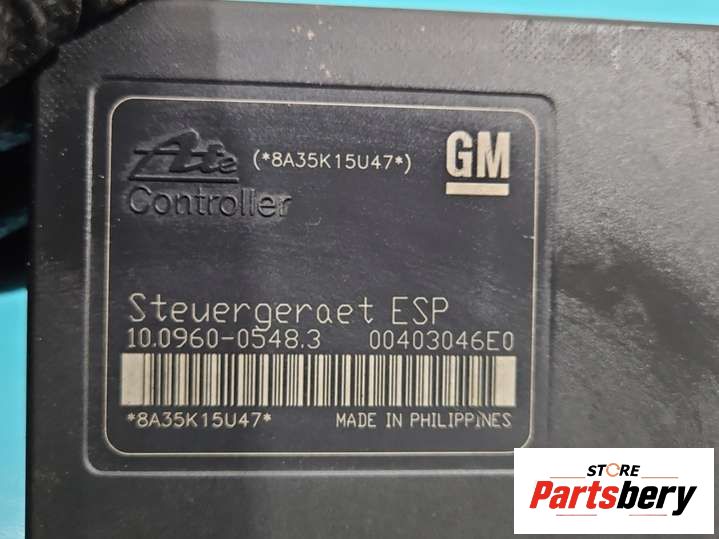 Ate (*8A35K15U47*) GM
Controller
Steuergeraet ESP
10.0960-0548.3 00403046E0
*8A35K15U47* MADE IN PHILIPPINES
STORE
Partsbery